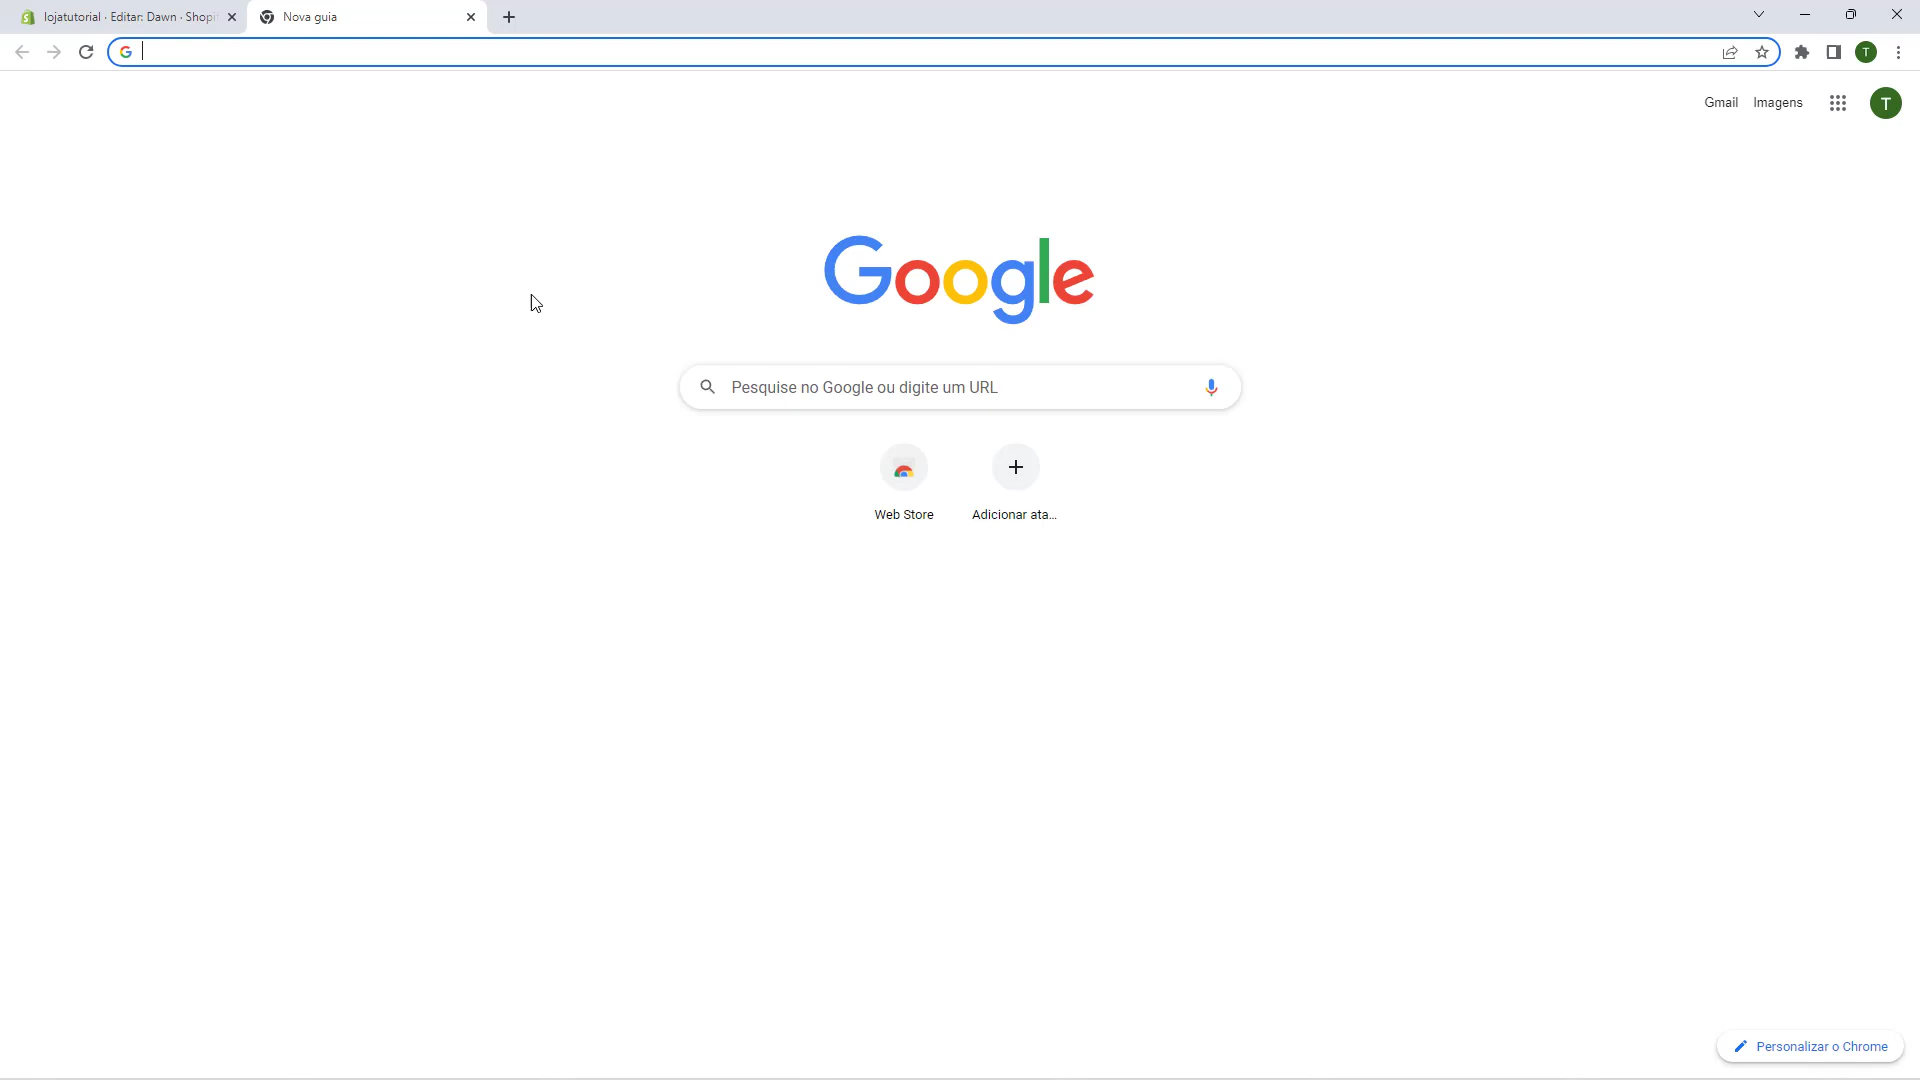 lojatutorial · Editar: Dawn · Shopi
Nova guia
T
Gmail
Imagens
T
Google
Pesquise no Google ou digite um URL
Web Store
Adicionar ata...
Personalizar o Chrome